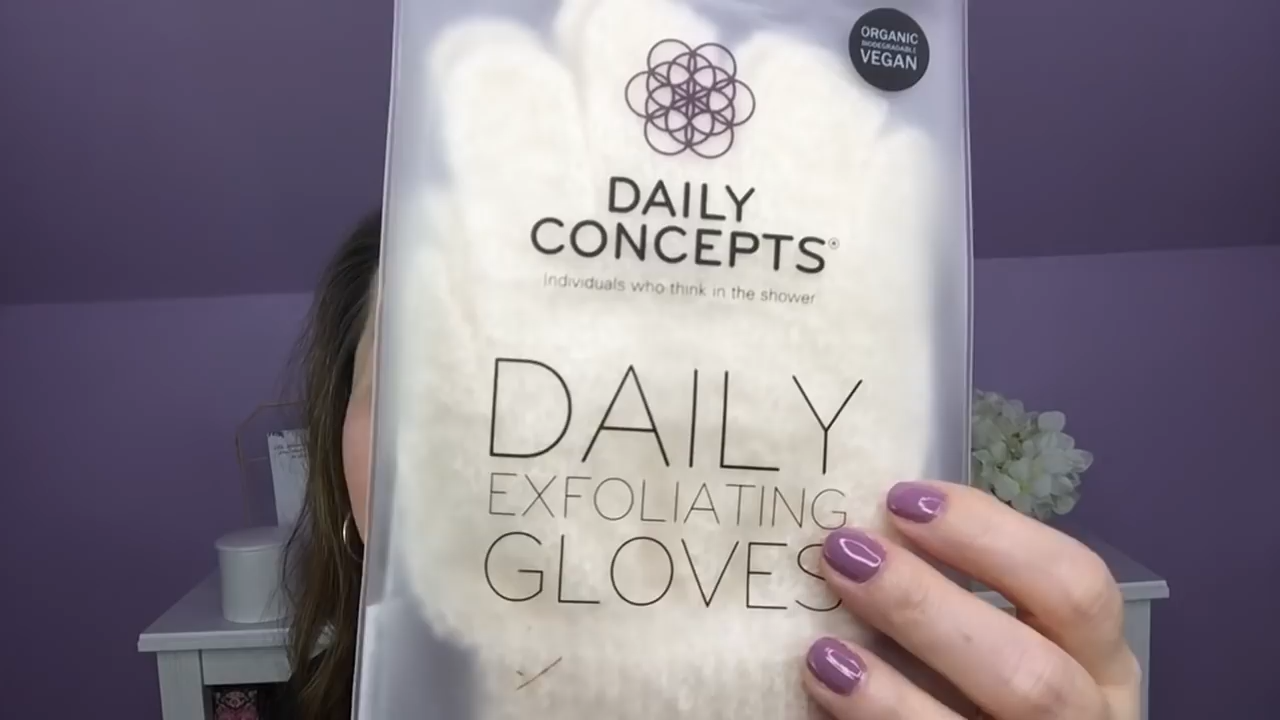 ORGANIC
BIODEGRADABLE
VEGAN
DAILY
CONCEPTS®
Individuals who think in the shower
DAILY
EXFOLIATING
GLOVES